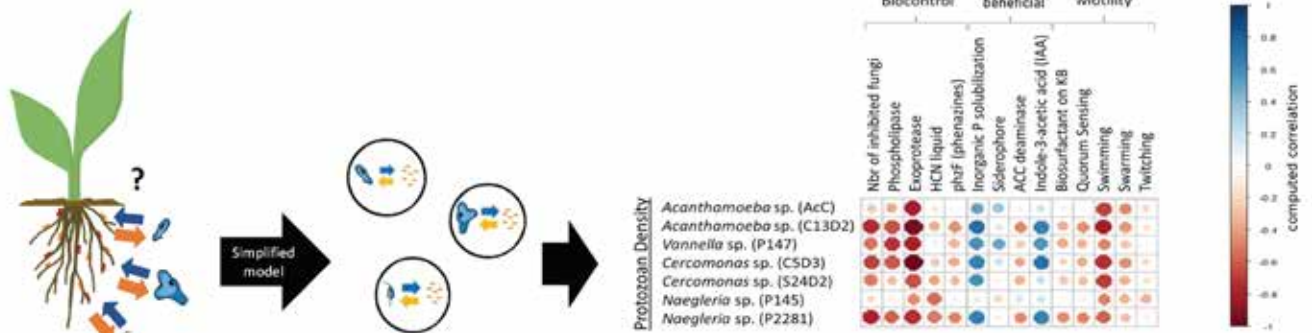 Biocontrol
beneficial
Motility
Nbr of inhibited fungi
Phospholipase
Exoprotease
HCN liquid
phzF (phenazines)
Inorganic P solubilization
Siderophore
ACC deaminase
Indole-3-acetic acid (IAA)
Biosurfactant on KB
Quorum Sensing
Swimming
Swarming
Twitching
?
Simplified
model
Protozoan Density
Acanthamoeba sp. (AcC)
Acanthamoeba sp. (C13D2)
Vannella sp. (P147)
Cercomonas sp. (C5D3)
Cercomonas sp. (S24D2)
Naegleria sp. (P145)
Naegleria sp. (P2281)
1
0.8
0.6
0.4
0.2
0
-0.2
-0.4
-0.6
-0.8
-1
computed correlation